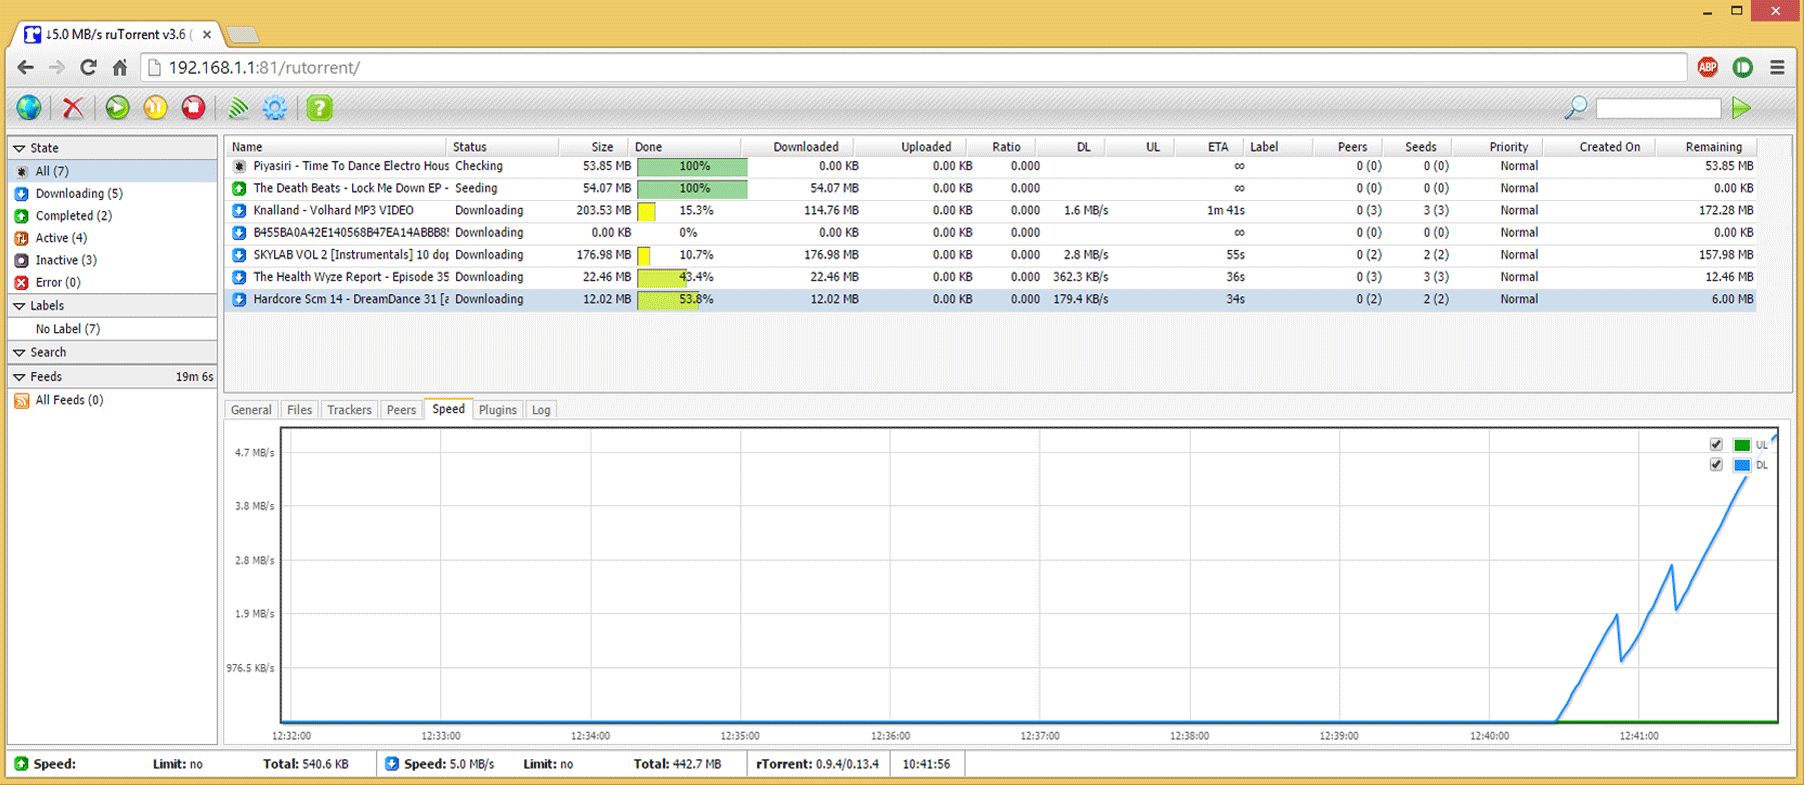 ↓5.0 MB/s ruTorrent v3.6 (
192.168.1.1:81/rutorrent/
ABP
State
All (7)
Downloading (5)
Completed (2)
Active (4)
Inactive (3)
Error (0)
Labels
No Label (7)
Search
Feeds 19m 6s
All Feeds (0)
Name Status Size Done Downloaded Uploaded Ratio DL UL ETA Label Peers Seeds Priority Created On Remaining
Piyasiri - Time To Dance Electro Hous Checking 53.85 MB 100% 0.00 KB 0.00 KB 0.000 ∞ 0 (0) 0 (0) Normal 53.85 MB
The Death Beats - Lock Me Down EP - Seeding 54.07 MB 100% 54.07 MB 0.00 KB 0.000 ∞ 0 (0) 0 (0) Normal 0.00 KB
Knalland - Volhard MP3 VIDEO Downloading 203.53 MB 15.3% 114.76 MB 0.00 KB 0.000 1.6 MB/s 1m 41s 0 (3) 3 (3) Normal 172.28 MB
B455BA0A42E140568B47EA14ABBB8 Downloading 0.00 KB 0% 0.00 KB 0.00 KB 0.000 ∞ 0 (0) 0 (0) Normal 0.00 KB
SKYLAB VOL 2 [Instrumentals] 10 dop Downloading 176.98 MB 10.7% 176.98 MB 0.00 KB 0.000 2.8 MB/s 55s 0 (2) 2 (2) Normal 157.98 MB
The Health Wyze Report - Episode 35 Downloading 22.46 MB 43.4% 22.46 MB 0.00 KB 0.000 362.3 KB/s 36s 0 (3) 3 (3) Normal 12.46 MB
Hardcore Scm 14 - DreamDance 31 [a Downloading 12.02 MB 53.8% 12.02 MB 0.00 KB 0.000 179.4 KB/s 34s 0 (2) 2 (2) Normal 6.00 MB
General Files Trackers Peers Speed Plugins Log
UL
DL
4.7 MB/s
3.8 MB/s
2.8 MB/s
1.9 MB/s
976.5 KB/s
12:32:00 12:33:00 12:34:00 12:35:00 12:36:00 12:37:00 12:38:00 12:39:00 12:40:00 12:41:00
Speed: Limit: no Total: 540.6 KB Speed: 5.0 MB/s Limit: no Total: 442.7 MB rTorrent: 0.9.4/0.13.4 10:41:56